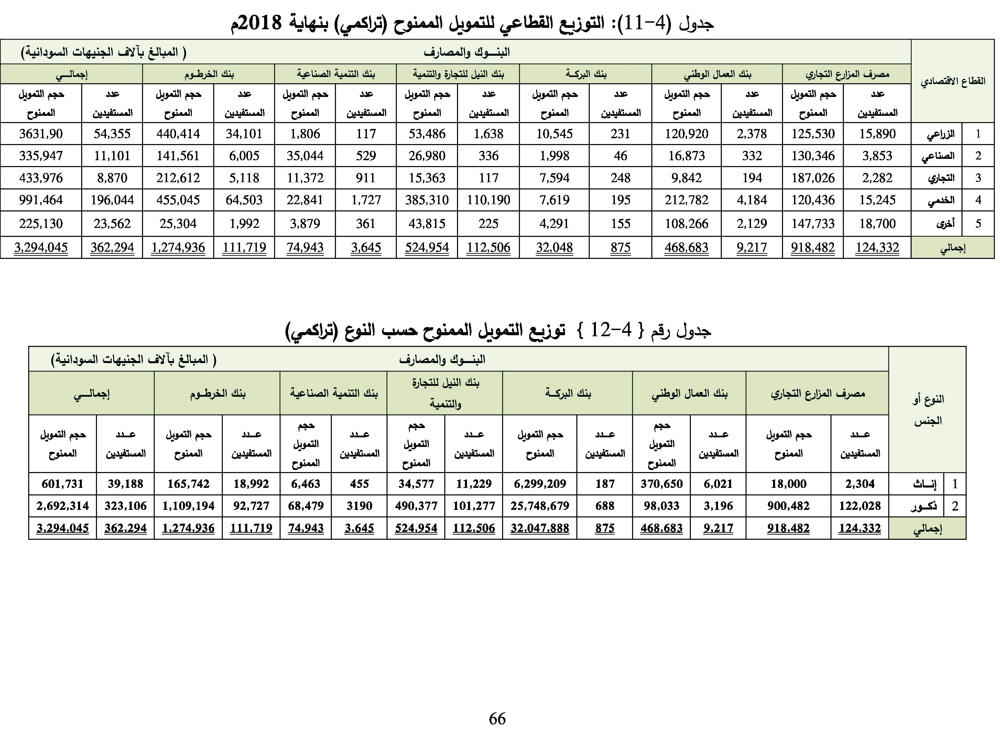 جدول (4-11): التوزيع القطاعي للتمويل الممنوح (تراكمي) بنهاية 2018م
القطاع الاقتصادي البنــوك والمصارف ( المبالغ بآلاف الجنيهات السودانية)
مصرف المزارع التجاري بنك العمال الوطني بنك البركــة بنك النيل للتجارة والتنمية بنك التنمية الصناعية بنك الخرطــوم إجمالـــي
عدد المستفيدين حجم التمويل الممنوح عدد المستفيدين حجم التمويل الممنوح عدد المستفيدين حجم التمويل الممنوح عدد المستفيدين حجم التمويل الممنوح عدد المستفيدين حجم التمويل الممنوح عدد المستفيدين حجم التمويل الممنوح عدد المستفيدين حجم التمويل الممنوح
1 الزراعي 15,890 125,530 2,378 120,920 231 10,545 1,638 53,486 117 1,806 34,101 440,414 54,355 3631,90
2 الصناعي 3,853 130,346 332 16,873 46 1,998 336 26,980 529 35,044 6,005 141,561 11,101 335,947
3 التجاري 2,282 187,026 194 9,842 248 7,594 117 15,363 911 11,372 5,118 212,612 8,870 433,976
4 الخدمي 15,245 120,436 4,184 212,782 195 7,619 110,190 385,310 1,727 22,841 64,503 455,045 196,044 991,464
5 أخرى 18,700 147,733 2,129 108,266 155 4,291 225 43,815 361 3,879 1,992 25,304 23,562 225,130
إجمالي 124,332 918,482 9,217 468,683 875 32,048 112,506 524,954 3,645 74,943 111,719 1,274,936 362,294 3,294,045
جدول رقم { 4-12 } توزيع التمويل الممنوح حسب النوع (تراكمي)
النوع أو الجنس البنــوك والمصارف ( المبالغ بآلاف الجنيهات السودانية)
مصرف المزارع التجاري بنك العمال الوطني بنك البركــة بنك النيل للتجارة والتنمية بنك التنمية الصناعية بنك الخرطــوم إجمالـــي
عــدد المستفيدين حجم التمويل الممنوح عــدد المستفيدين حجم التمويل الممنوح عــدد المستفيدين حجم التمويل الممنوح عــدد المستفيدين حجم التمويل الممنوح عــدد المستفيدين حجم التمويل الممنوح عــدد المستفيدين حجم التمويل الممنوح عــدد المستفيدين حجم التمويل الممنوح
1 إنــاث 2,304 18,000 6,021 370,650 187 6,299,209 11,229 34,577 455 6,463 18,992 165,742 39,188 601,731
2 ذكــور 122,028 900,482 3,196 98,033 688 25,748,679 101,277 490,377 3190 68,479 92,727 1,109,194 323,106 2,692,314
إجمالي 124,332 918,482 9,217 468,683 875 32,047,888 112,506 524,954 3,645 74,943 111,719 1,274,936 362,294 3,294,045
66